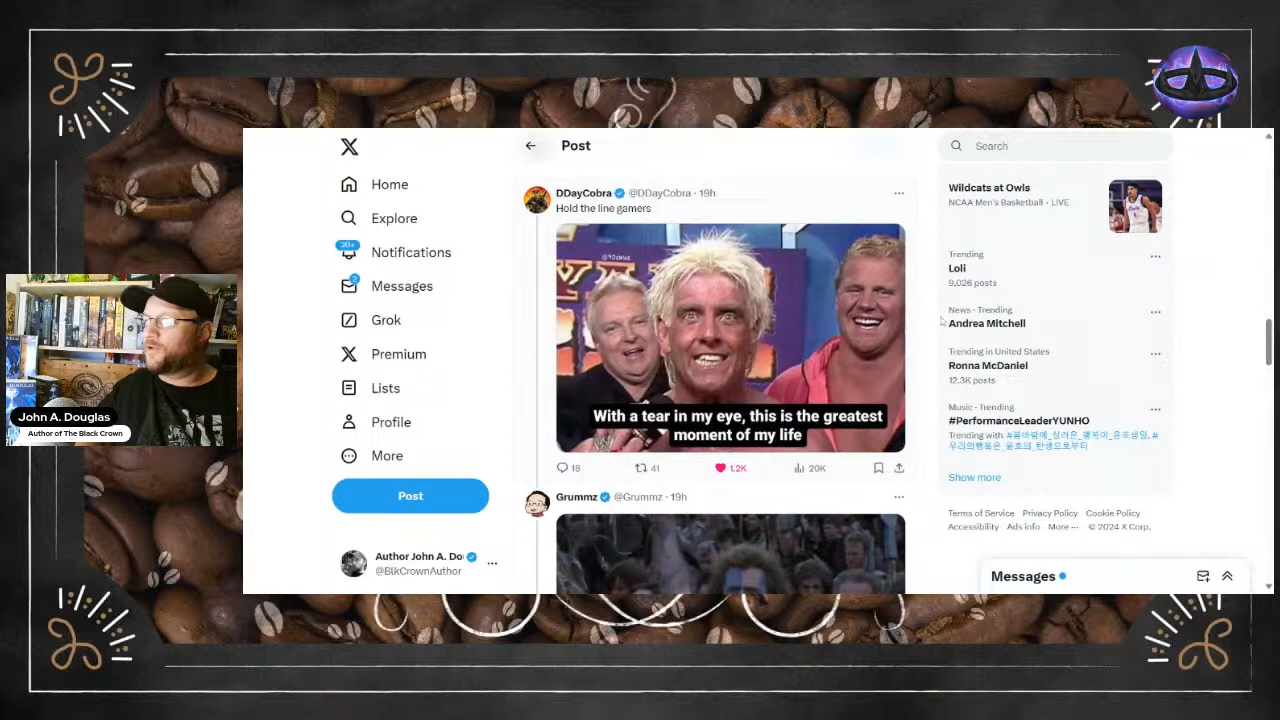 Post
Search
Home
Explore
20+
Notifications
2
Messages
Grok
Premium
Lists
Profile
More
Post
Author John A. Do
@BlkCrownAuthor
DDayCobra @DDayCobra · 19h
Hold the line gamers
With a tear in my eye, this is the greatest
moment of my life
18 41 1.2K 20K
Grummz @Grummz · 19h
Wildcats at Owls
NCAA Men's Basketball · LIVE
Trending
Loli
9,026 posts
News · Trending
Andrea Mitchell
Trending in United States
Ronna McDaniel
12.3K posts
Music · Trending
#PerformanceLeaderYUNHO
Trending with
Show more
Terms of Service Privacy Policy Cookie Policy
Accessibility Ads info More ··· © 2024 X Corp.
Messages
John A. Douglas
Author of The Black Crown